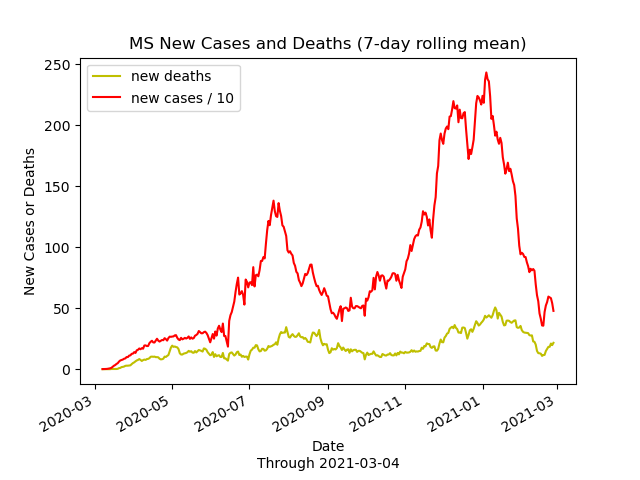 MS New Cases and Deaths (7-day rolling mean)
new deaths
new cases / 10
250
200
150
100
50
0
New Cases or Deaths
2020-03
2020-05
2020-07
2020-09
2020-11
2021-01
2021-03
Date
Through 2021-03-04